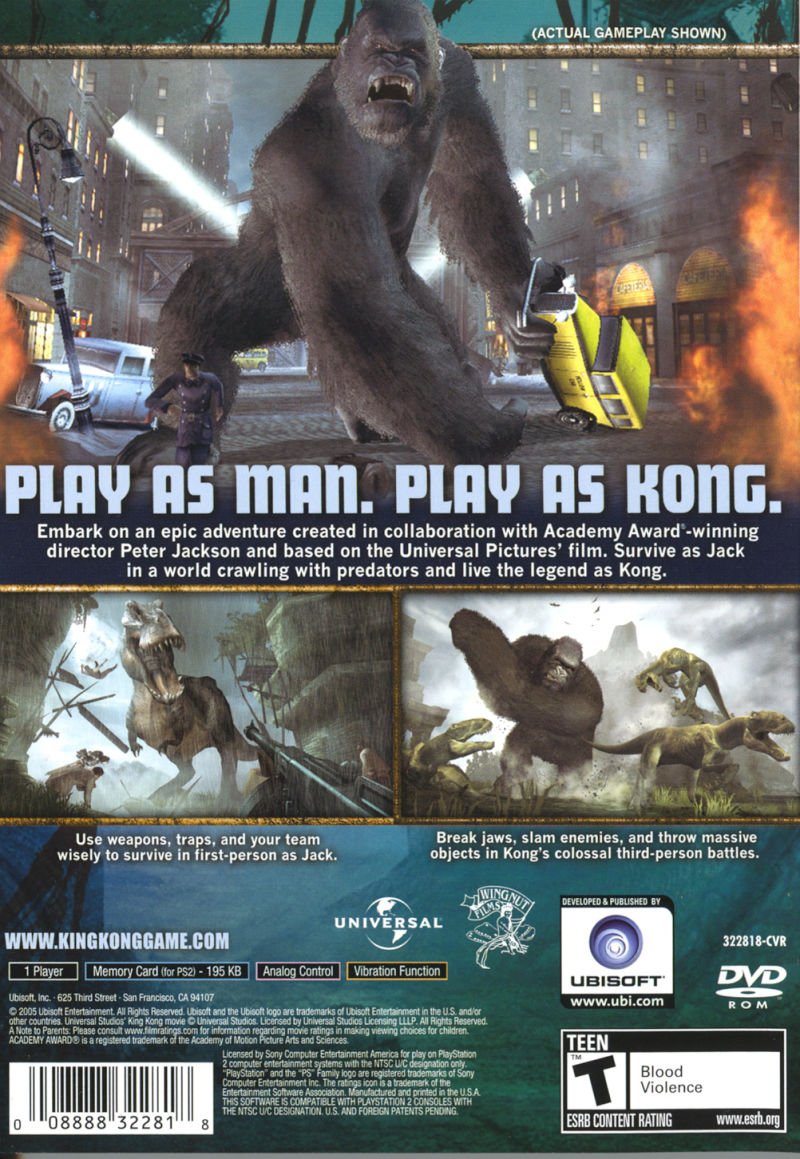 (ACTUAL GAMEPLAY SHOWN)
CAFETERIA
PLAY AS MAN. PLAY AS KONG.
Embark on an epic adventure created in collaboration with Academy Award®-winning
director Peter Jackson and based on the Universal Pictures' film. Survive as Jack
in a world crawling with predators and live the legend as Kong.
Use weapons, traps, and your team
wisely to survive in first-person as Jack.
Break jaws, slam enemies, and throw massive
objects in Kong's colossal third-person battles.
WWW.KINGKONGGAME.COM
UNIVERSAL
WINGNUT
FILMS
DEVELOPED & PUBLISHED BY
UBISOFT®
www.ubi.com
322818-CVR
DVD
ROM
1 Player
Memory Card (for PS2) - 195 KB
Analog Control
Vibration Function
Ubisoft, Inc. · 625 Third Street · San Francisco, CA 94107
© 2005 Ubisoft Entertainment. All Rights Reserved. Ubisoft and the Ubisoft logo are trademarks of Ubisoft Entertainment in the U.S. and/or
other countries. Universal Studios' King Kong movie © Universal Studios. Licensed by Universal Studios Licensing LLLP. All Rights Reserved.
A Note to Parents: Please consult www.filmratings.com for information regarding movie ratings in making viewing choices for children.
ACADEMY AWARD® is a registered trademark of the Academy of Motion Picture Arts and Sciences.
Licensed by Sony Computer Entertainment America for play on PlayStation
2 computer entertainment systems with the NTSC U/C designation only.
"PlayStation" and the "PS" Family logo are registered trademarks of Sony
Computer Entertainment Inc. The ratings icon is a trademark of the
Entertainment Software Association. Manufactured and printed in the U.S.A.
THIS SOFTWARE IS COMPATIBLE WITH PLAYSTATION 2 CONSOLES WITH
THE NTSC U/C DESIGNATION. U.S. AND FOREIGN PATENTS PENDING.
0 08888 32281 8
TEEN
T
TM
Blood
Violence
ESRB CONTENT RATING www.esrb.org